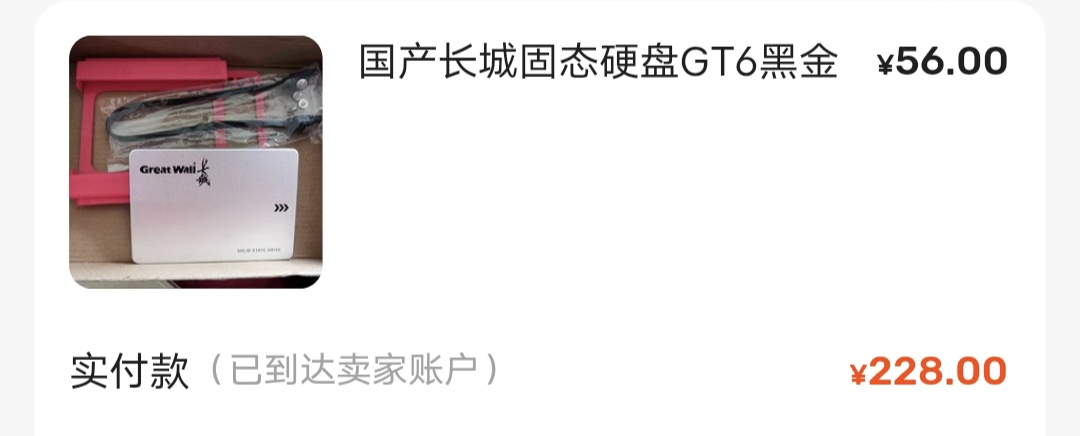 国产长城固态硬盘GT6黑金 ¥56.00
Great Wall 长城
SOLID STATE DRIVE
实付款（已到达卖家账户） ¥228.00